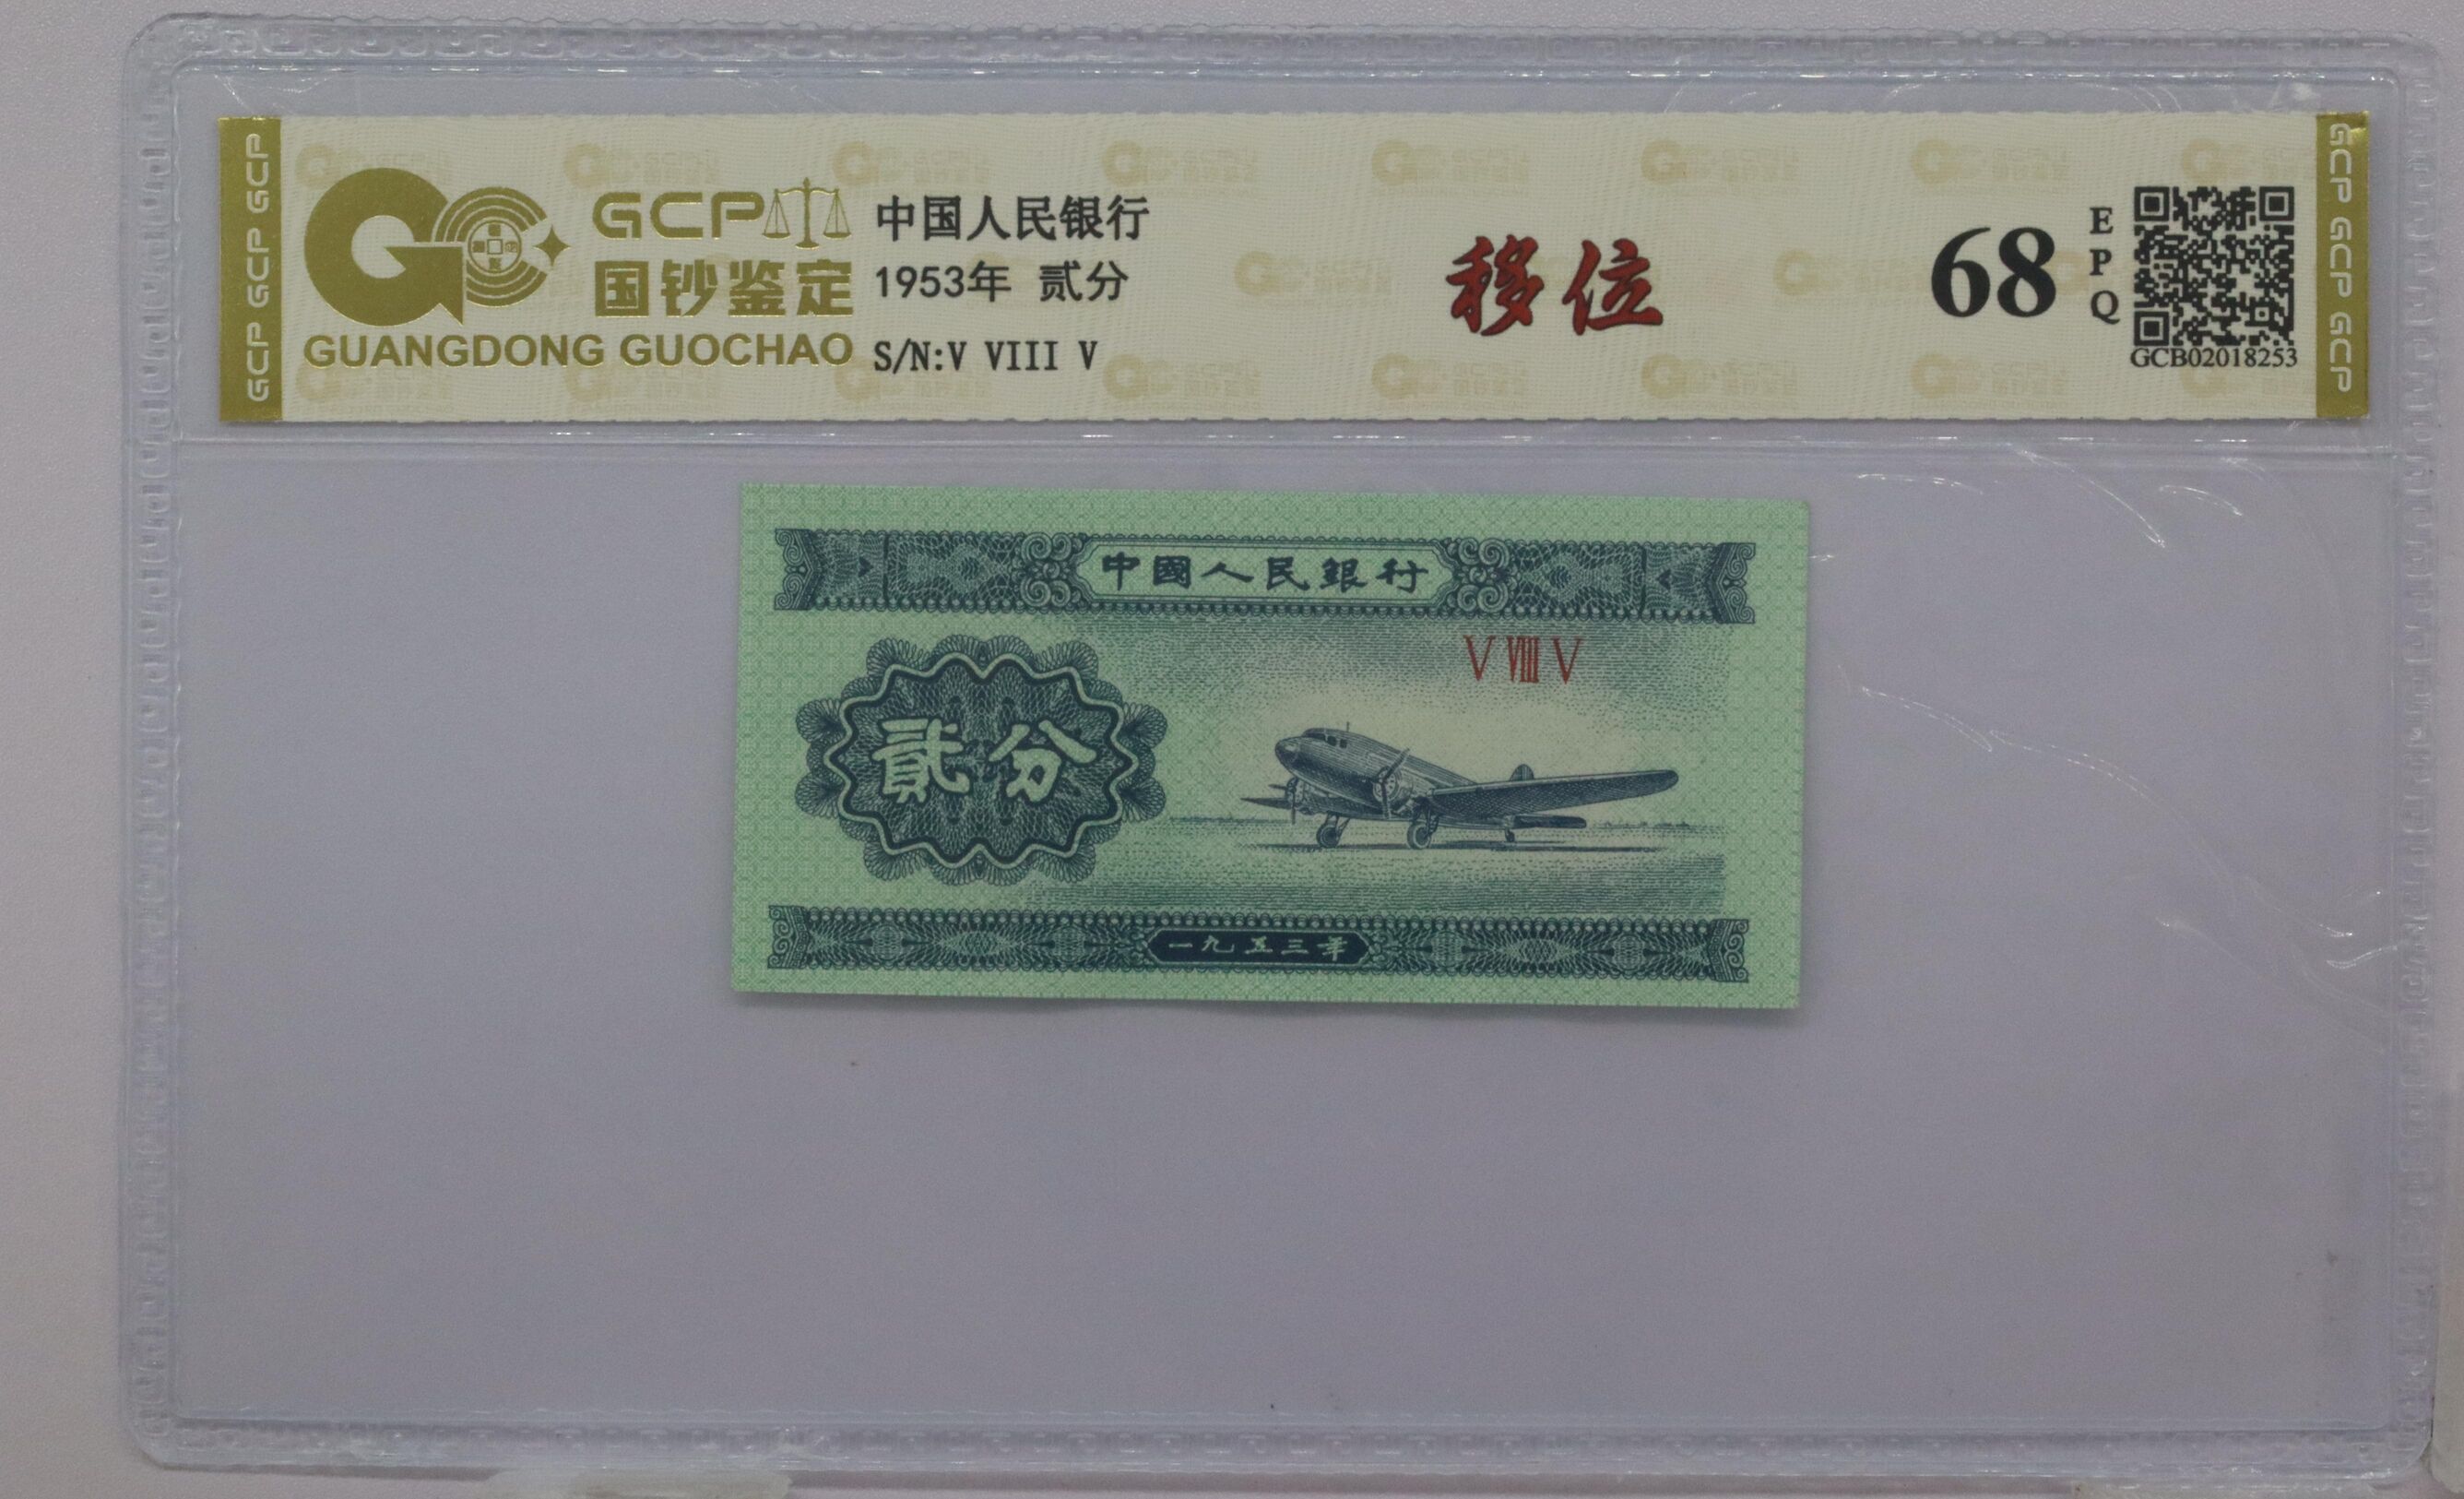 GCP GCP GCP
GCP
国钞鉴定
GUANGDONG GUOCHAO
中国人民银行
1953年 贰分
S/N:V VIII V
移位
68
EPQ
GCB02018253
GCP GCP GCP
中國人民銀行
V VIII V
貳分
一九五三年